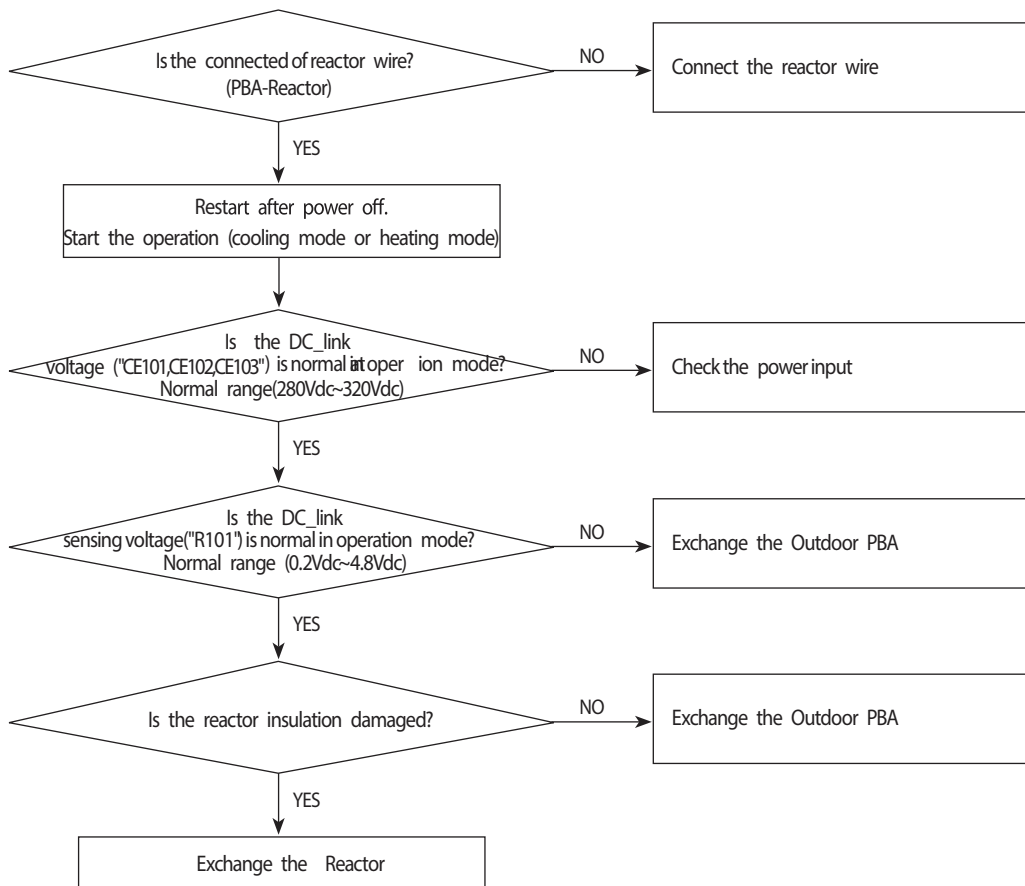 Is the connected of reactor wire?
(PBA-Reactor)
NO
Connect the reactor wire
YES
Restart after power off.
Start the operation (cooling mode or heating mode)
Is the DC_link
voltage ("CE101,CE102,CE103") is normal in oper ion mode?
Normal range(280Vdc~320Vdc)
NO
Check the power input
YES
Is the DC_link
sensing voltage("R101") is normal in operation mode?
Normal range (0.2Vdc~4.8Vdc)
NO
Exchange the Outdoor PBA
YES
Is the reactor insulation damaged?
NO
Exchange the Outdoor PBA
YES
Exchange the Reactor